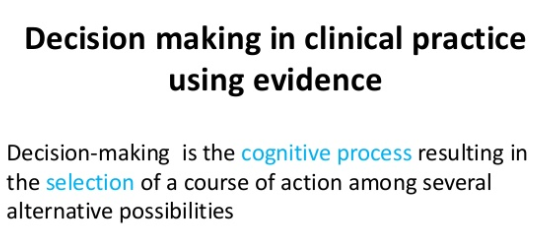 Decision making in clinical practice
using evidence
Decision-making  is the cognitive process resulting in
the selection of a course of action among several
alternative possibilities